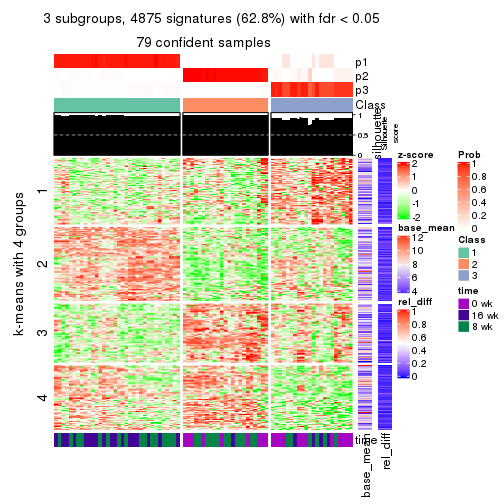 3 subgroups, 4875 signatures (62.8%) with fdr < 0.05
79 confident samples
p1
p2
p3
Class
1
0.5
0
silhouette
Silhouette score
k-means with 4 groups
1
2
3
4
time
base_mean
rel_diff
z-score
2
1
0
-1
-2
base_mean
12
10
8
6
4
rel_diff
1
0.8
0.6
0.4
0.2
0
Prob
1
0.8
0.6
0.4
0.2
0
Class
1
2
3
time
0 wk
16 wk
8 wk